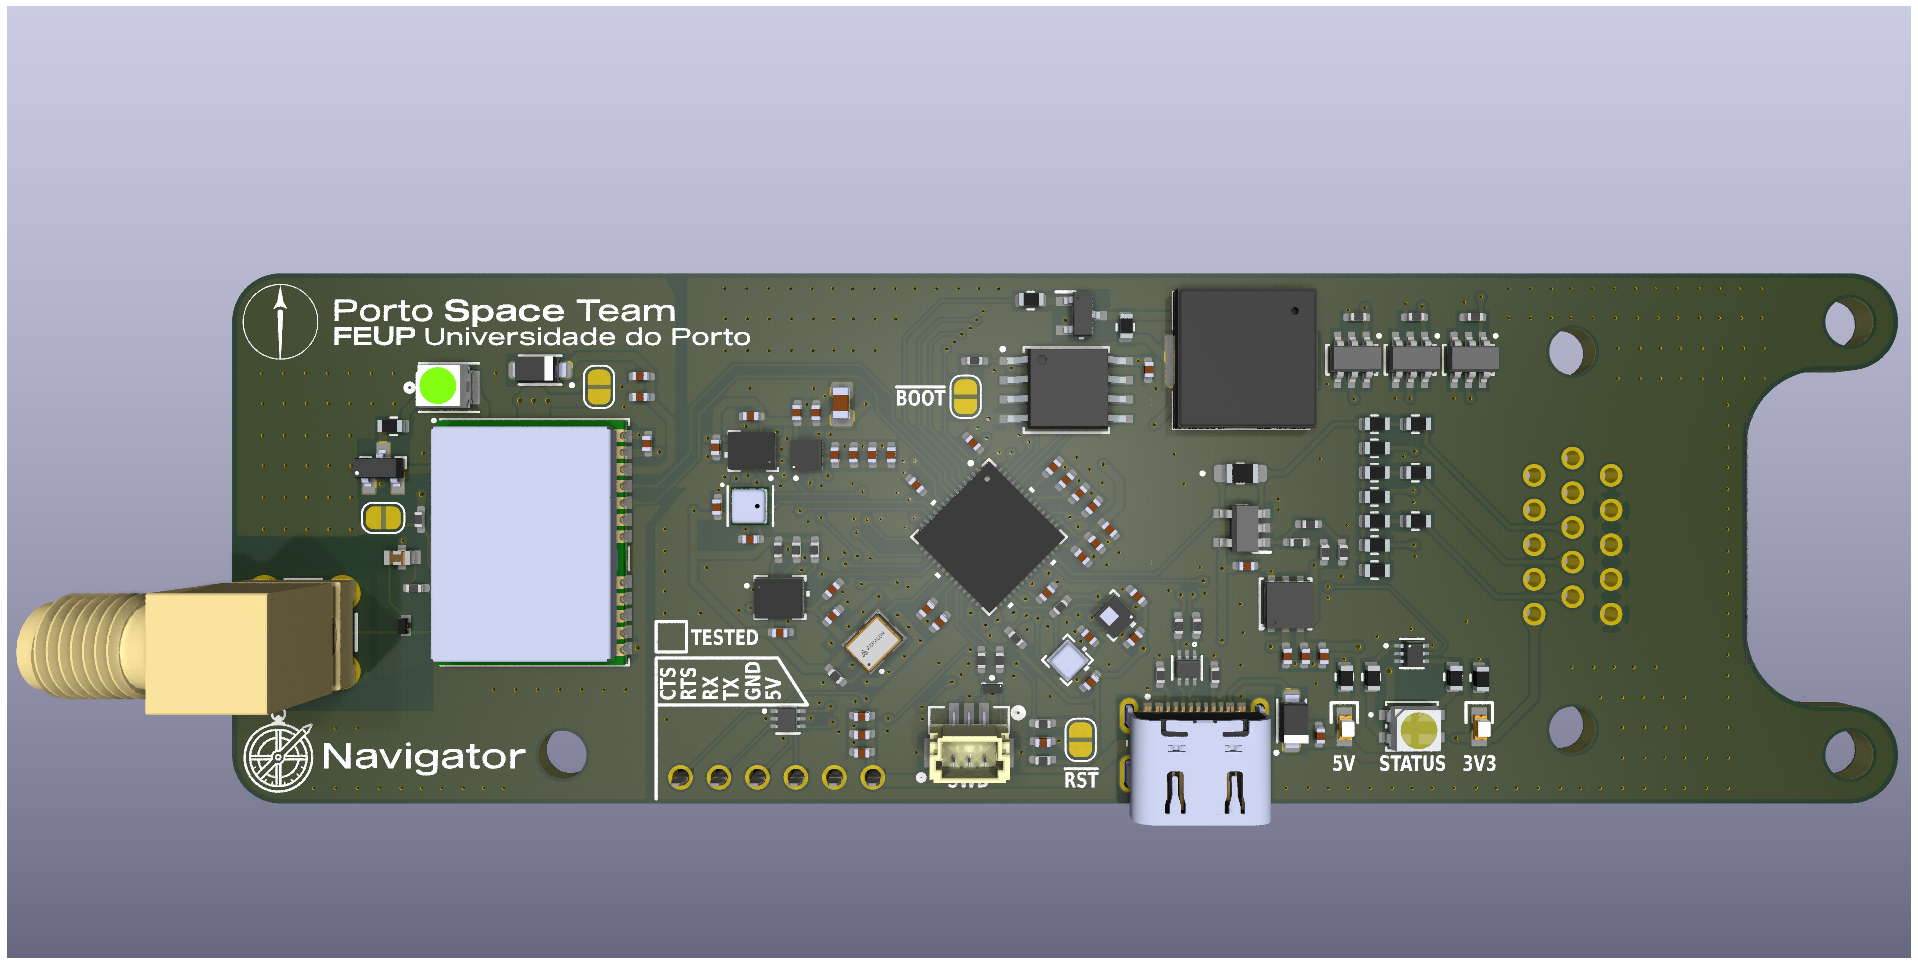 Porto Space Team
FEUP Universidade do Porto
BOOT
TESTED
CTS
RTS
RX
TX
GND
5V
Navigator
RST
5V
STATUS
3V3